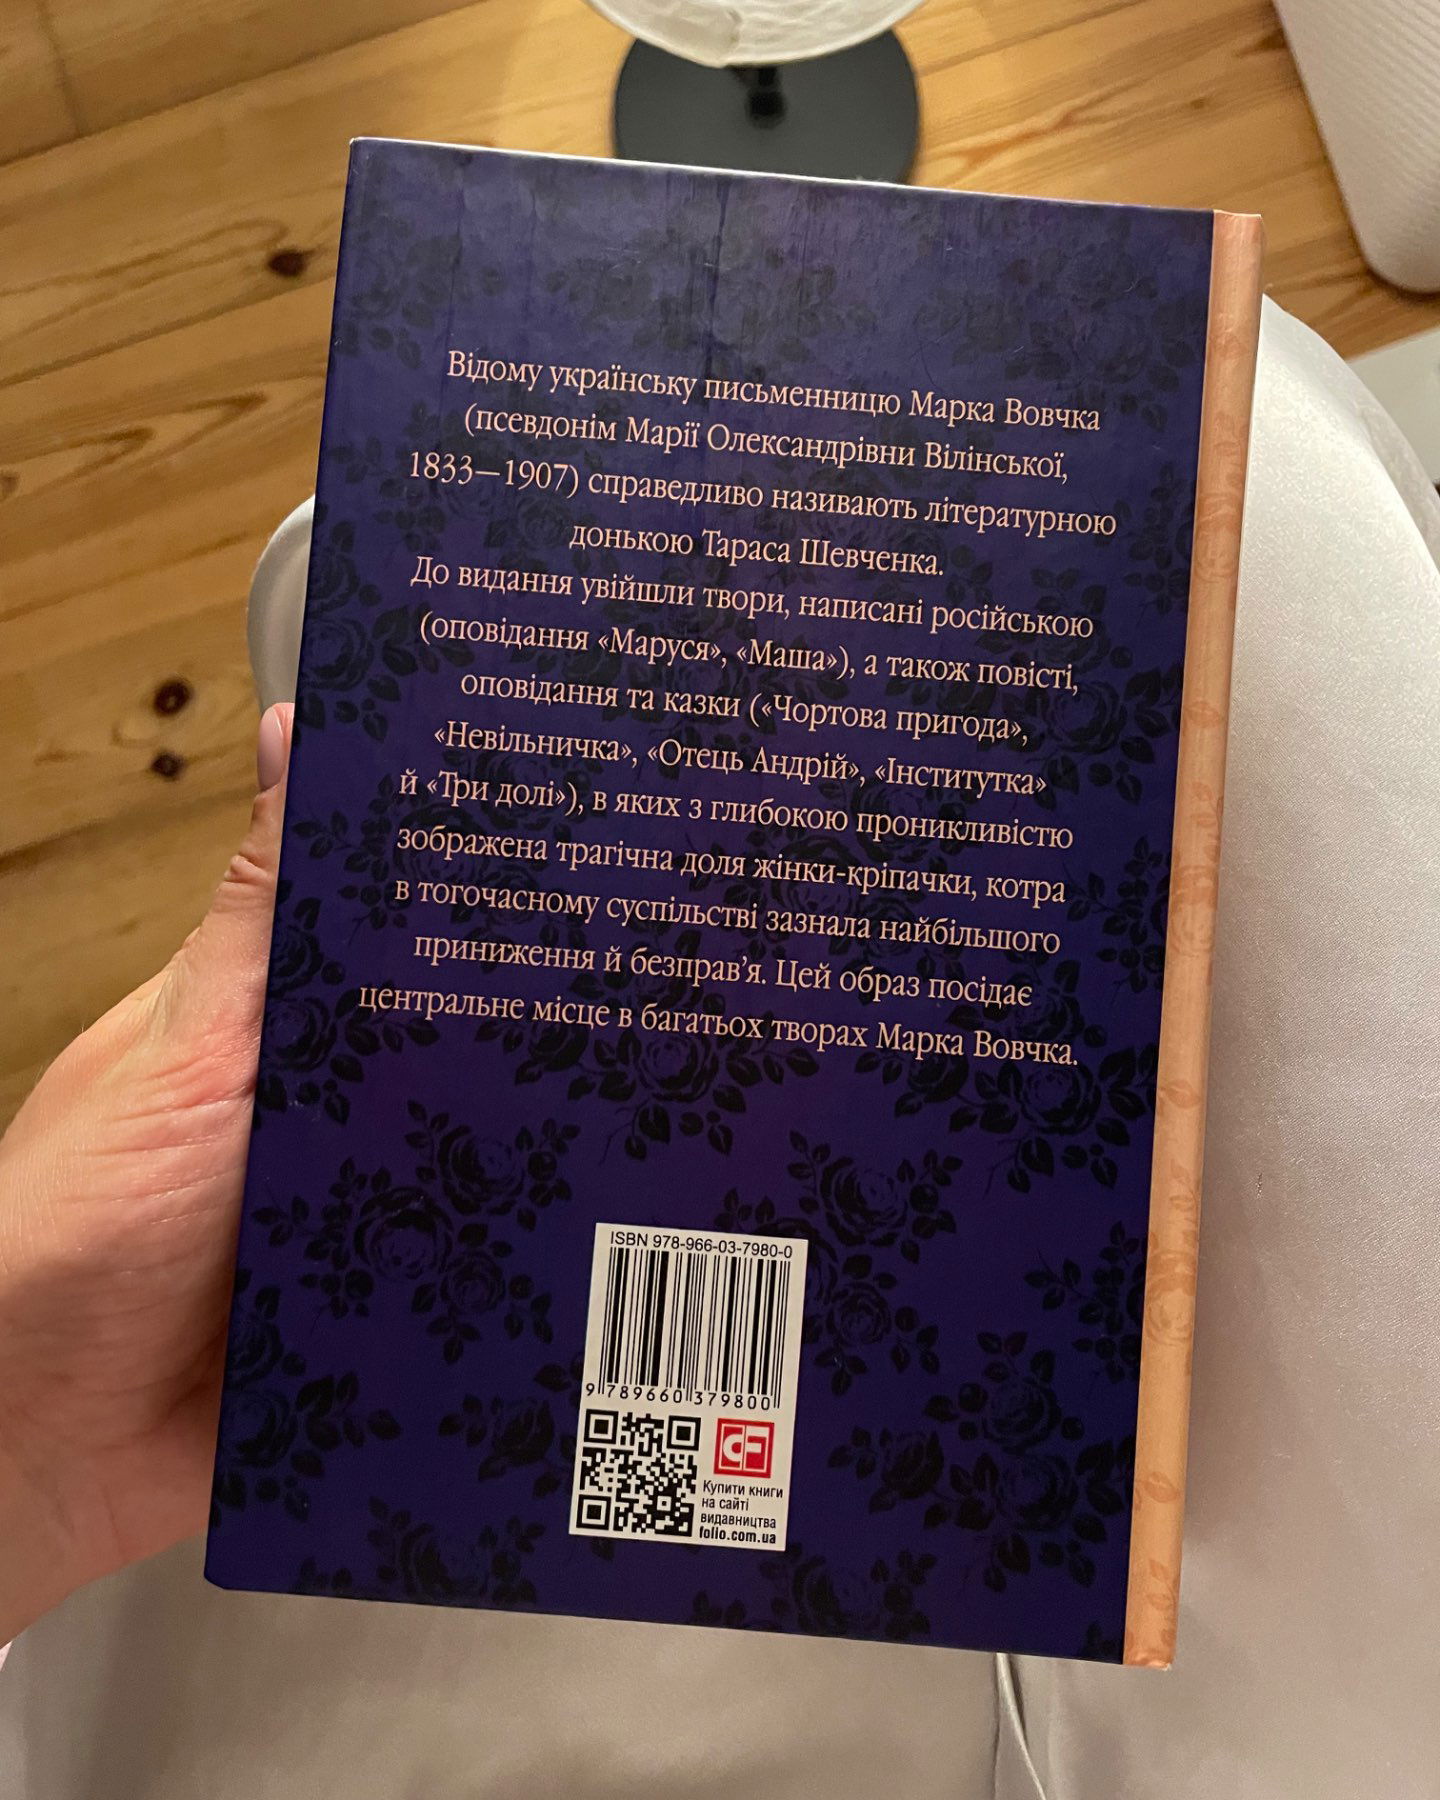 Відому українську письменницю Марка Вовчка
(псевдонім Марії Олександрівни Вілінської,
1833—1907) справедливо називають літературною
донькою Тараса Шевченка.
До видання увійшли твори, написані російською
(оповідання «Маруся», «Маша»), а також повісті,
оповідання та казки («Чортова пригода»,
«Невільничка», «Отець Андрій», «Інститутка»
й «Три долі»), в яких з глибокою проникливістю
зображена трагічна доля жінки-кріпачки, котра
в тогочасному суспільстві зазнала найбільшого
приниження й безправ’я. Цей образ посідає
центральне місце в багатьох творах Марка Вовчка.
ISBN 978-966-03-7980-0
9 789660 379800
Купити книги
на сайті
видавництва
folio.com.ua